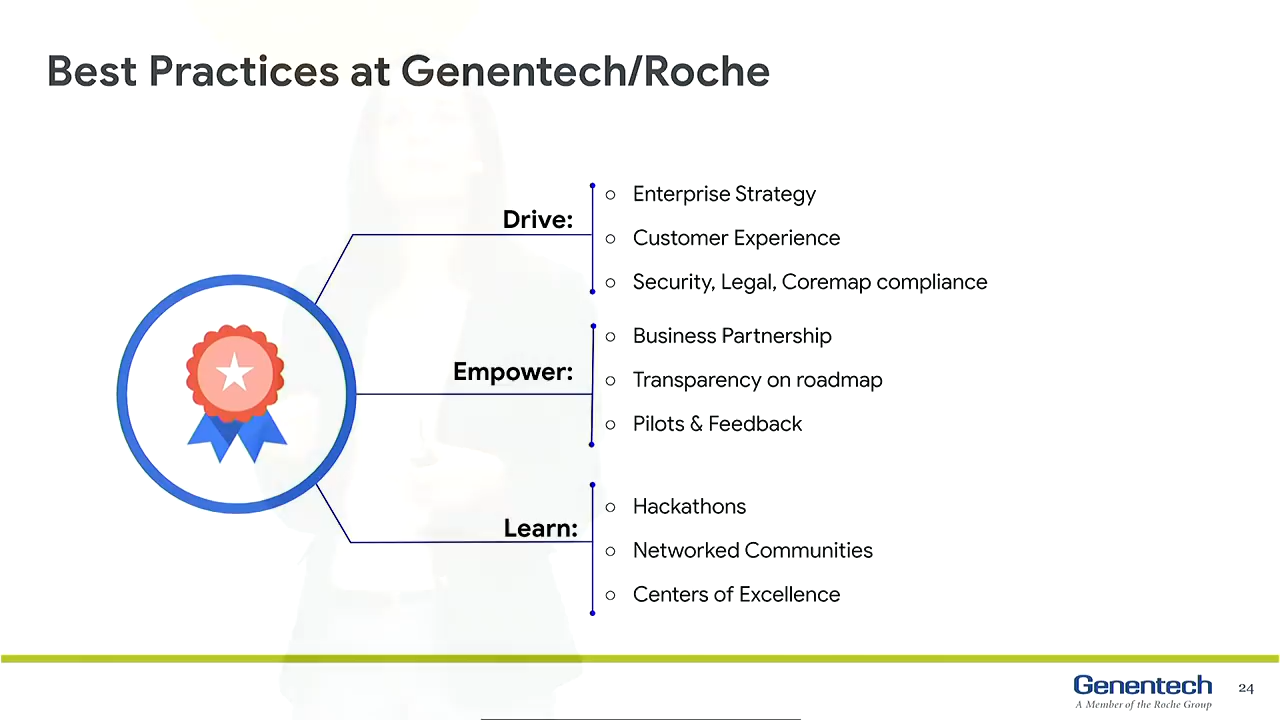 Best Practices at Genentech/Roche
Drive:
○ Enterprise Strategy
○ Customer Experience
○ Security, Legal, Coremap compliance
Empower:
○ Business Partnership
○ Transparency on roadmap
○ Pilots & Feedback
Learn:
○ Hackathons
○ Networked Communities
○ Centers of Excellence
Genentech
A Member of the Roche Group
24